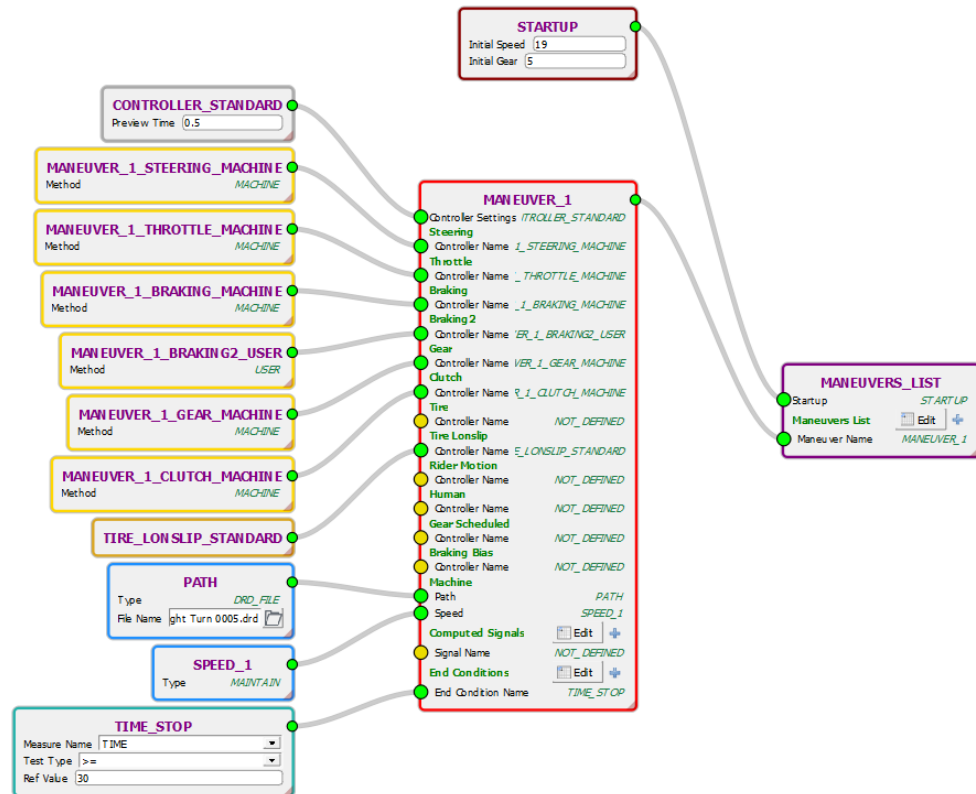 STARTUP
Initial Speed 19
Initial Gear 5
CONTROLLER_STANDARD
Preview Time 0.5
MANEUVER_1_STEERING_MACHINE
Method MACHINE
MANEUVER_1_THROTTLE_MACHINE
Method MACHINE
MANEUVER_1_BRAKING_MACHINE
Method MACHINE
MANEUVER_1_BRAKING2_USER
Method USER
MANEUVER_1_GEAR_MACHINE
Method MACHINE
MANEUVER_1_CLUTCH_MACHINE
Method MACHINE
TIRE_LONSLIP_STANDARD
PATH
Type DRD_FILE
File Name ght Turn 0005.drd
SPEED_1
Type MAINTAIN
TIME_STOP
Measure Name TIME
Test Type >=
Ref Value 30
MANEUVER_1
Controller Settings TROLLER_STANDARD
Steering
Controller Name 1_STEERING_MACHINE
Throttle
Controller Name _THROTTLE_MACHINE
Braking
Controller Name _1_BRAKING_MACHINE
Braking2
Controller Name ER_1_BRAKING2_USER
Gear
Controller Name VER_1_GEAR_MACHINE
Clutch
Controller Name R_1_CLUTCH_MACHINE
Tire
Controller Name NOT_DEFINED
Tire Lonslip
Controller Name E_LONSLIP_STANDARD
Rider Motion
Controller Name NOT_DEFINED
Human
Controller Name NOT_DEFINED
Gear Scheduled
Controller Name NOT_DEFINED
Braking Bias
Controller Name NOT_DEFINED
Machine
Path PATH
Speed SPEED_1
Computed Signals Edit
Signal Name NOT_DEFINED
End Conditions Edit
End Condition Name TIME_STOP
MANEUVERS_LIST
Startup STARTUP
Maneuvers List Edit
Maneuver Name MANEUVER_1